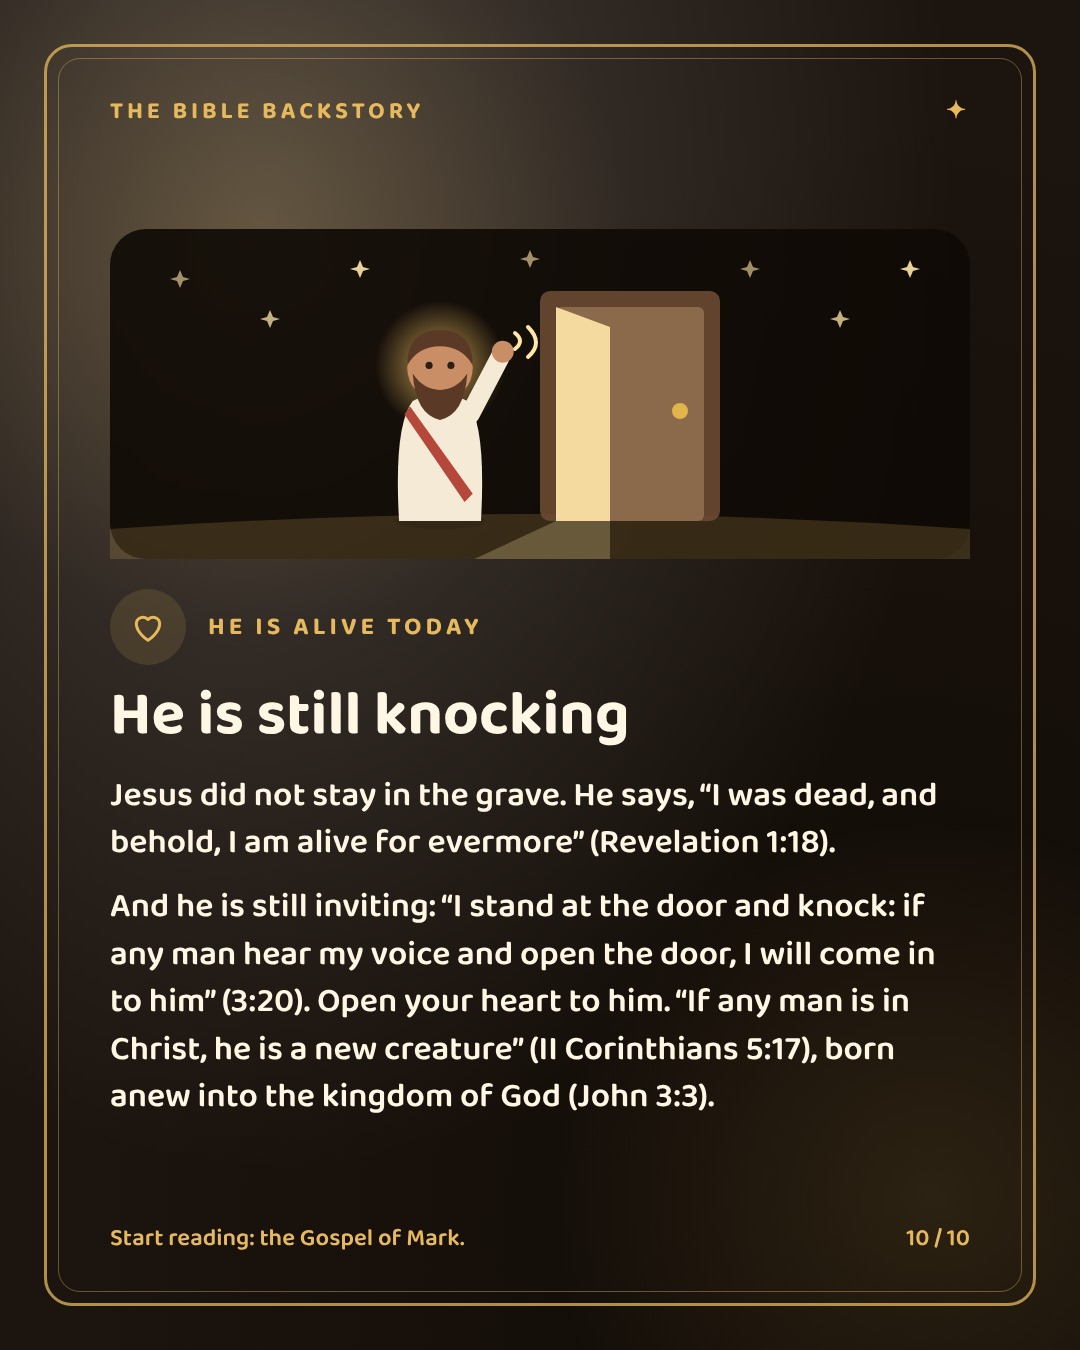 THE BIBLE BACKSTORY
HE IS ALIVE TODAY
He is still knocking
Jesus did not stay in the grave. He says, “I was dead, and
behold, I am alive for evermore” (Revelation 1:18).
And he is still inviting: “I stand at the door and knock: if
any man hear my voice and open the door, I will come in
to him” (3:20). Open your heart to him. “If any man is in
Christ, he is a new creature” (II Corinthians 5:17), born
anew into the kingdom of God (John 3:3).
Start reading: the Gospel of Mark.
10 / 10